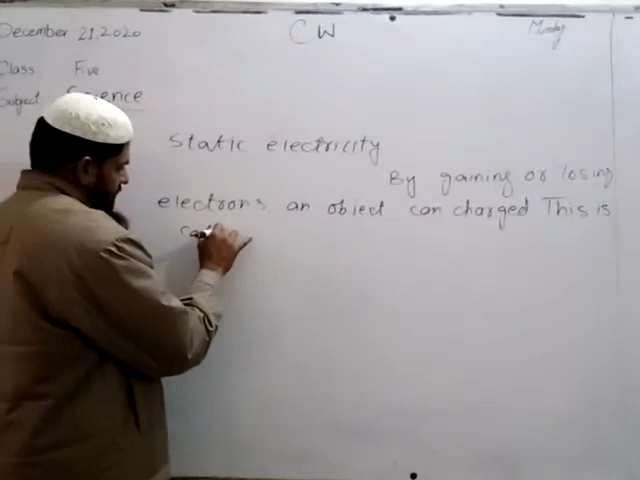 December 21,2020 CW Monday
Class Five
Subject Science
Static electricity
By gaining or losing
electrons an object can charged This is